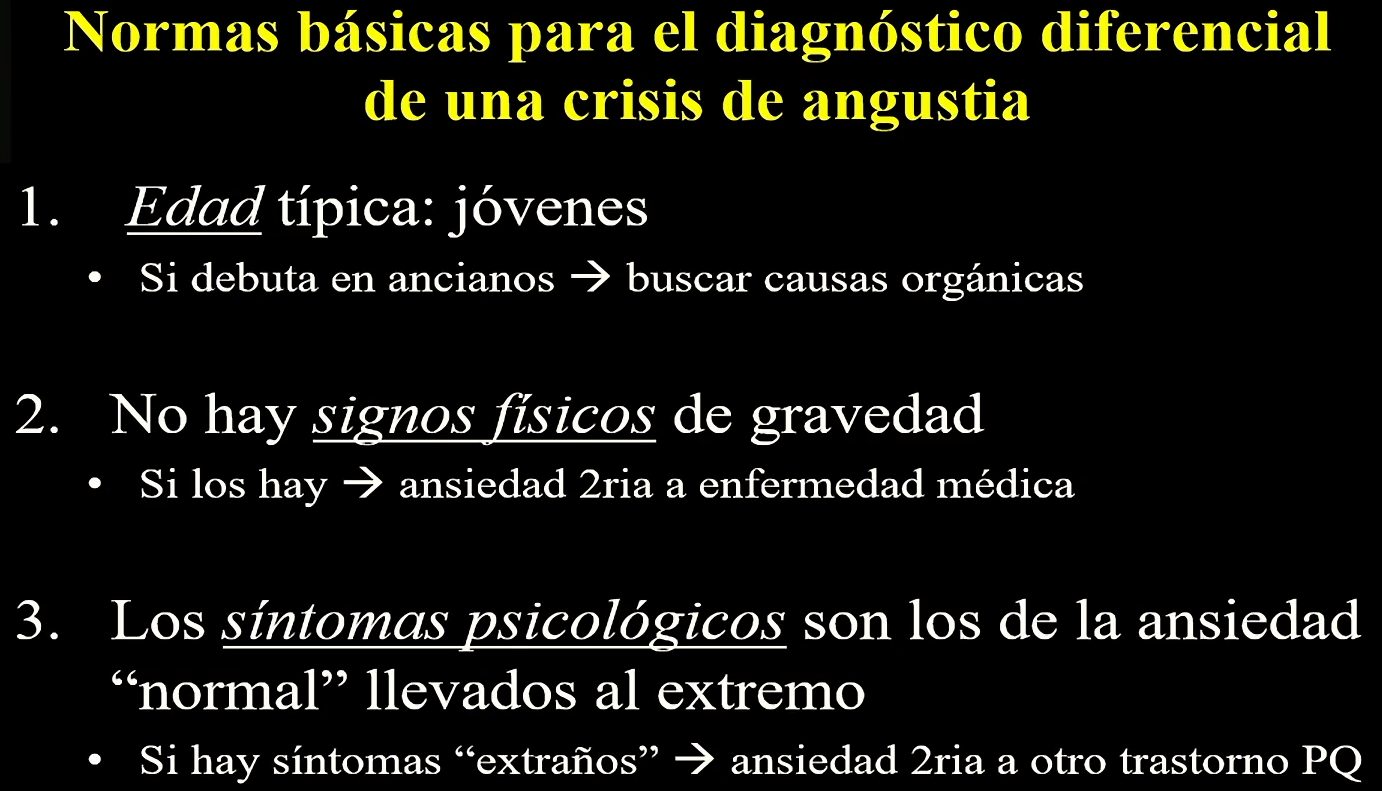 Normas básicas para el diagnóstico diferencial
de una crisis de angustia
1. Edad típica: jóvenes
• Si debuta en ancianos → buscar causas orgánicas
2. No hay signos físicos de gravedad
• Si los hay → ansiedad 2ria a enfermedad médica
3. Los síntomas psicológicos son los de la ansiedad
“normal” llevados al extremo
• Si hay síntomas “extraños” → ansiedad 2ria a otro trastorno PQ